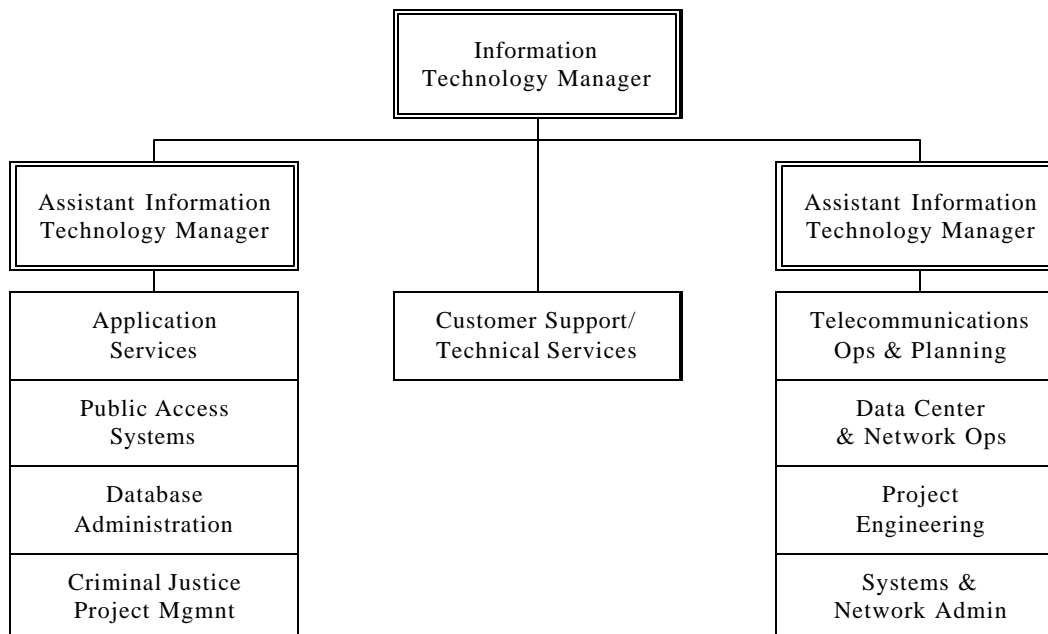 Information
Technology Manager
Assistant Information
Technology Manager
Assistant Information
Technology Manager
Application
Services
Public Access
Systems
Database
Administration
Criminal Justice
Project Mgmnt
Customer Support/
Technical Services
Telecommunications
Ops & Planning
Data Center
& Network Ops
Project
Engineering
Systems &
Network Admin